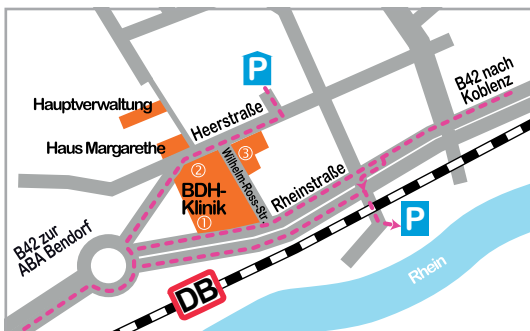 P
B42 nach
Koblenz
Hauptverwaltung
Heerstraße
Haus Margarethe
②
③
Wilhelm-Ross-Str.
BDH-
Klinik
①
Rheinstraße
P
B42 zur
ABA Bendorf
Rhein
DB